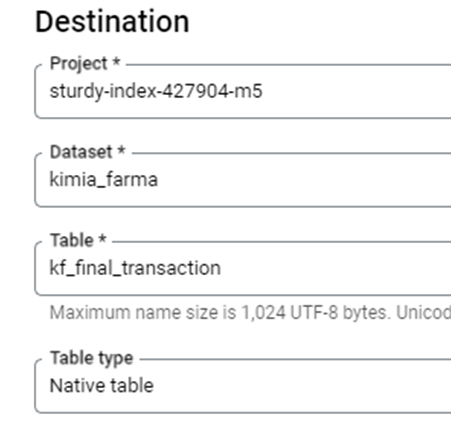 Destination
Project *
sturdy-index-427904-m5
Dataset *
kimia_farma
Table *
kf_final_transaction
Maximum name size is 1,024 UTF-8 bytes. Unicod
Table type
Native table